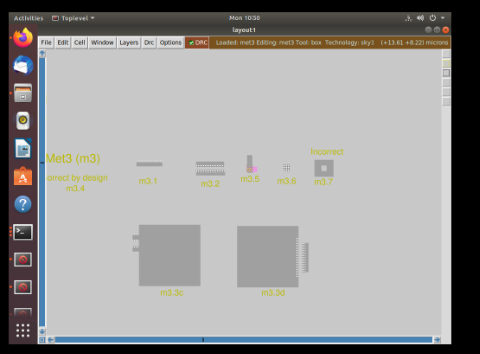 Activities
Toplevel
Mon 10:50
layout1
File Edit Cell Window Layers Drc Options
DRC
Loaded: met3 Editing: met3 Tool: box Technology: sky1 (+13.61 +8.22) microns
Incorrect
Met3 (m3)
orrect by design
m3.4
m3.1
m3.2
m3.5
m3.6
m3.7
m3.3c
m3.3d